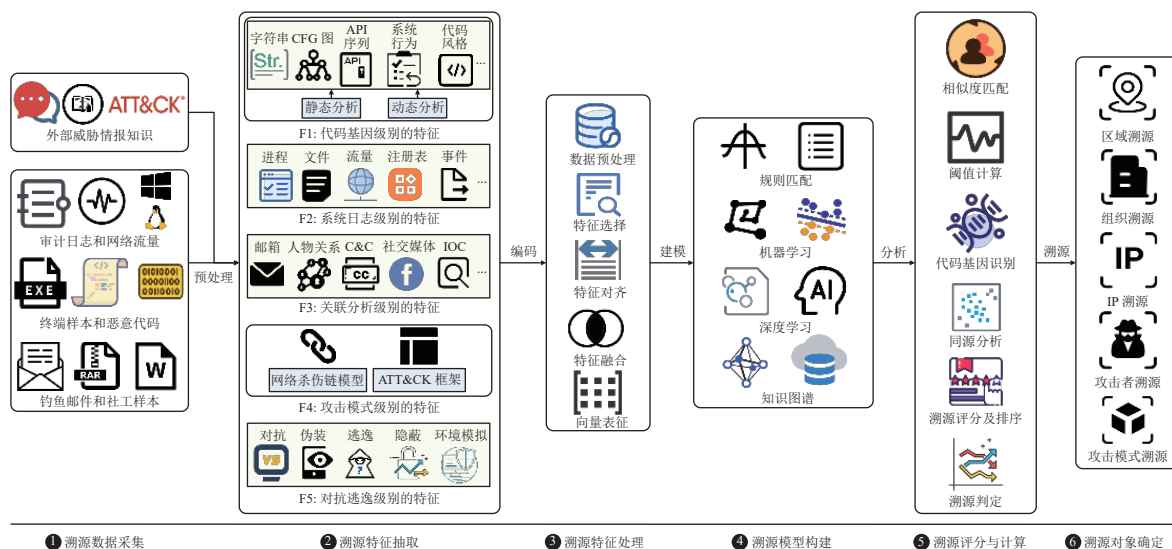 ATT&CK®
外部威胁情报知识
审计日志和网络流量
EXE
01010001
00110100
00110010
终端样本和恶意代码
RAR
W
钓鱼邮件和社工样本
预处理
字符串 CFG 图 API 序列 系统行为 代码风格
Str.
API
</>
...
静态分析
动态分析
F1: 代码基因级别的特征
进程 文件 流量 注册表 事件
...
F2: 系统日志级别的特征
邮箱 人物关系 C&C 社交媒体 IOC
CC
f
...
F3: 关联分析级别的特征
网络杀伤链模型
ATT&CK 框架
F4: 攻击模式级别的特征
对抗 伪装 逃逸 隐蔽 环境模拟
VS
?
F5: 对抗逃逸级别的特征
编码
数据预处理
特征选择
特征对齐
特征融合
向量表征
建模
规则匹配
机器学习
AI
深度学习
知识图谱
分析
相似度匹配
阈值计算
代码基因识别
同源分析
溯源评分及排序
溯源判定
溯源
区域溯源
组织溯源
IP
IP 溯源
攻击者溯源
攻击模式溯源
❶ 溯源数据采集
❷ 溯源特征抽取
❸ 溯源特征处理
❹ 溯源模型构建
❺ 溯源评分与计算
❻ 溯源对象确定